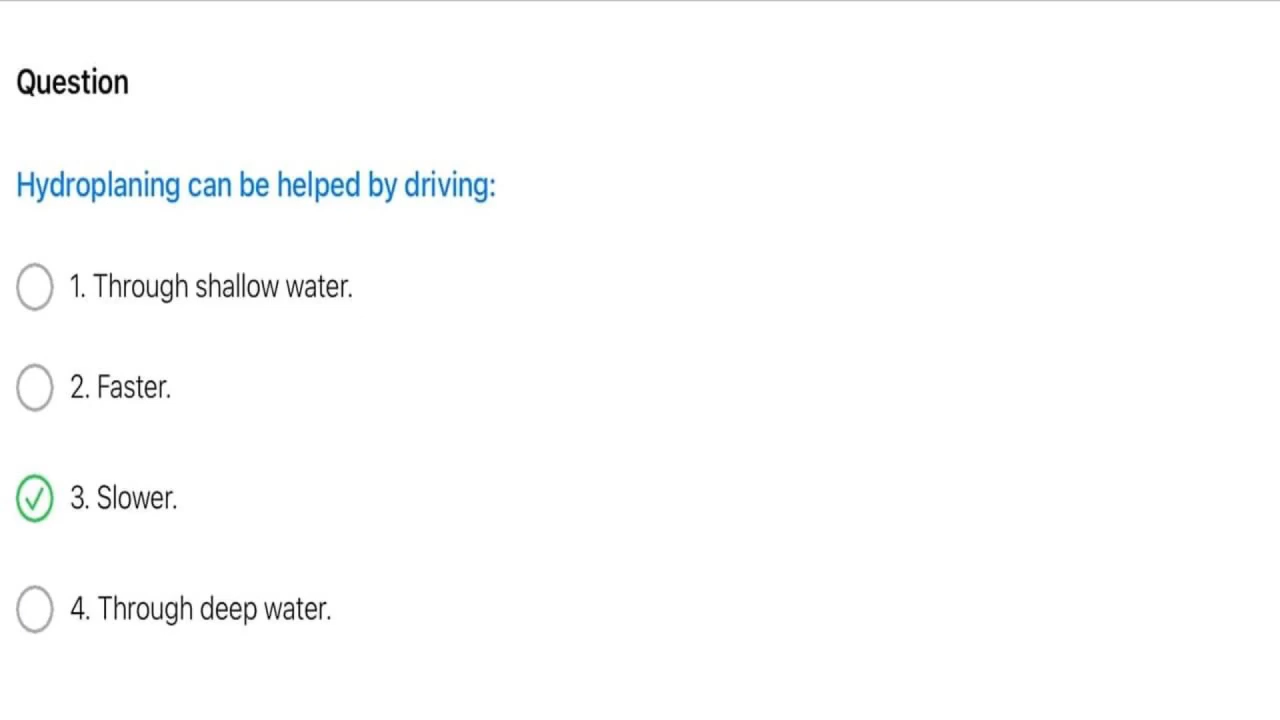 Question
Hydroplaning can be helped by driving:
1. Through shallow water.
2. Faster.
3. Slower.
4. Through deep water.